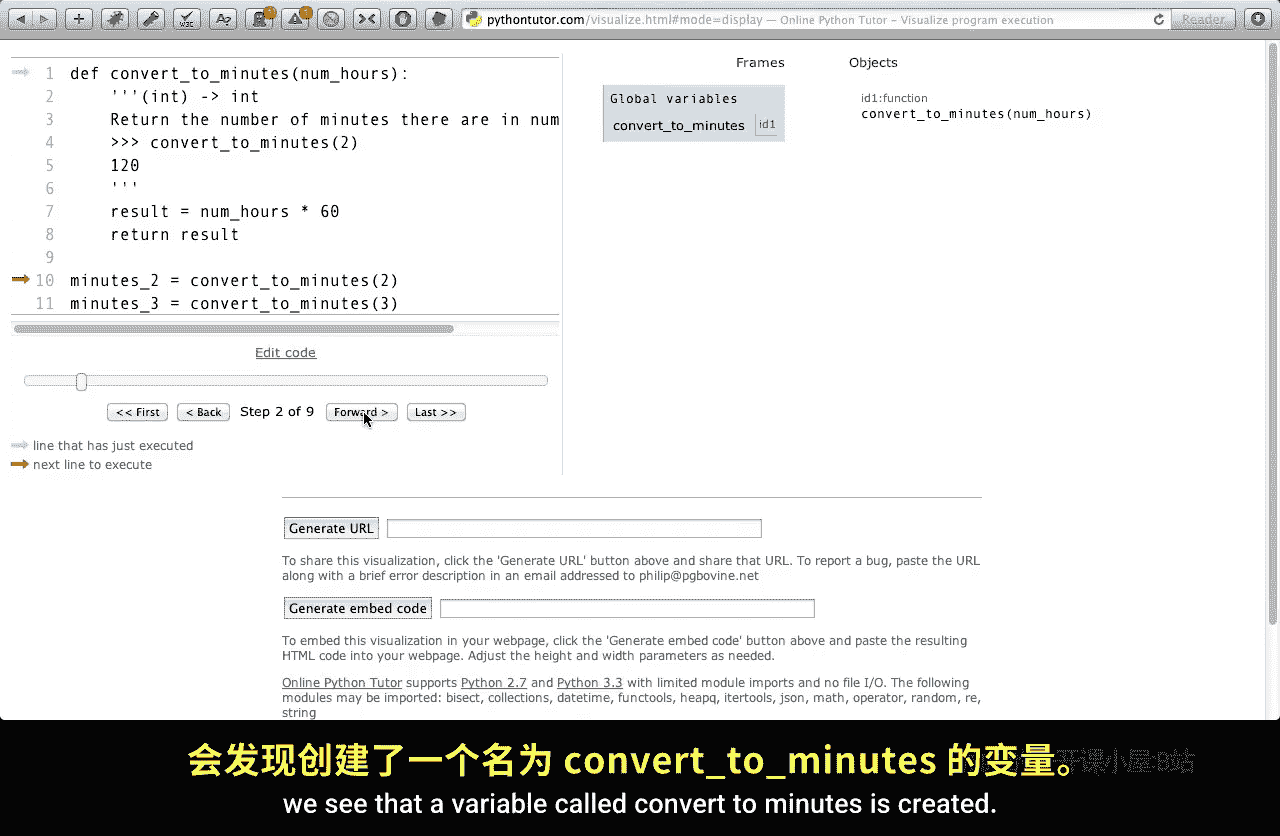 W3C
A?
1
1
pythontutor.com/visualize.html#mode=display — Online Python Tutor – Visualize program execution
Reader
1 def convert_to_minutes(num_hours):
2 '''(int) -> int
3 Return the number of minutes there are in num
4 >>> convert_to_minutes(2)
5 120
6 '''
7 result = num_hours * 60
8 return result
9
10 minutes_2 = convert_to_minutes(2)
11 minutes_3 = convert_to_minutes(3)
Edit code
<< First < Back Step 2 of 9 Forward > Last >>
line that has just executed
next line to execute
Frames
Global variables
convert_to_minutes id1
Objects
id1:function
convert_to_minutes(num_hours)
Generate URL
To share this visualization, click the 'Generate URL' button above and share that URL. To report a bug, paste the URL
along with a brief error description in an email addressed to philip@pgbovine.net
Generate embed code
To embed this visualization in your webpage, click the 'Generate embed code' button above and paste the resulting
HTML code into your webpage. Adjust the height and width parameters as needed.
Online Python Tutor supports Python 2.7 and Python 3.3 with limited module imports and no file I/O. The following
modules may be imported: bisect, collections, datetime, functools, heapq, itertools, json, math, operator, random, re,
string
会发现创建了一个名为 convert_to_minutes 的变量。
课小屋:B站
we see that a variable called convert to minutes is created.